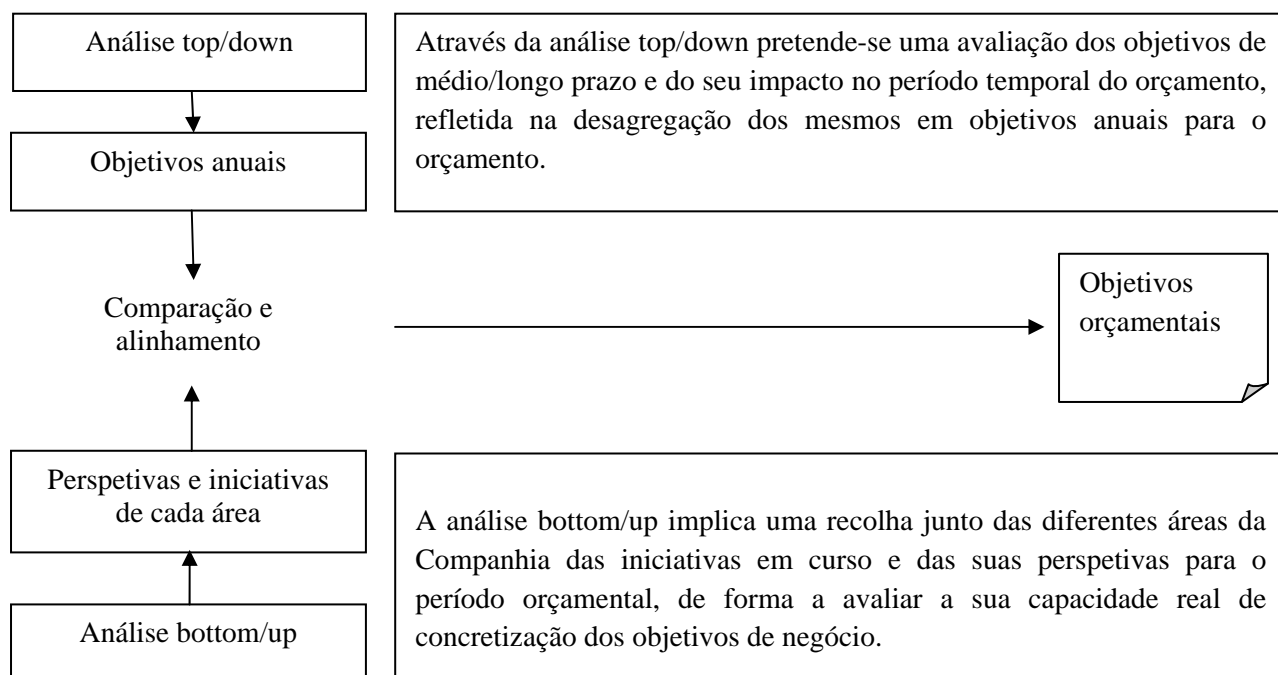 Análise top/down
Através da análise top/down pretende-se uma avaliação dos objetivos de
médio/longo prazo e do seu impacto no período temporal do orçamento,
refletida na desagregação dos mesmos em objetivos anuais para o
orçamento.
Objetivos anuais
Comparação e
alinhamento
Objetivos
orçamentais
Perspetivas e iniciativas
de cada área
A análise bottom/up implica uma recolha junto das diferentes áreas da
Companhia das iniciativas em curso e das suas perspetivas para o
período orçamental, de forma a avaliar a sua capacidade real de
concretização dos objetivos de negócio.
Análise bottom/up